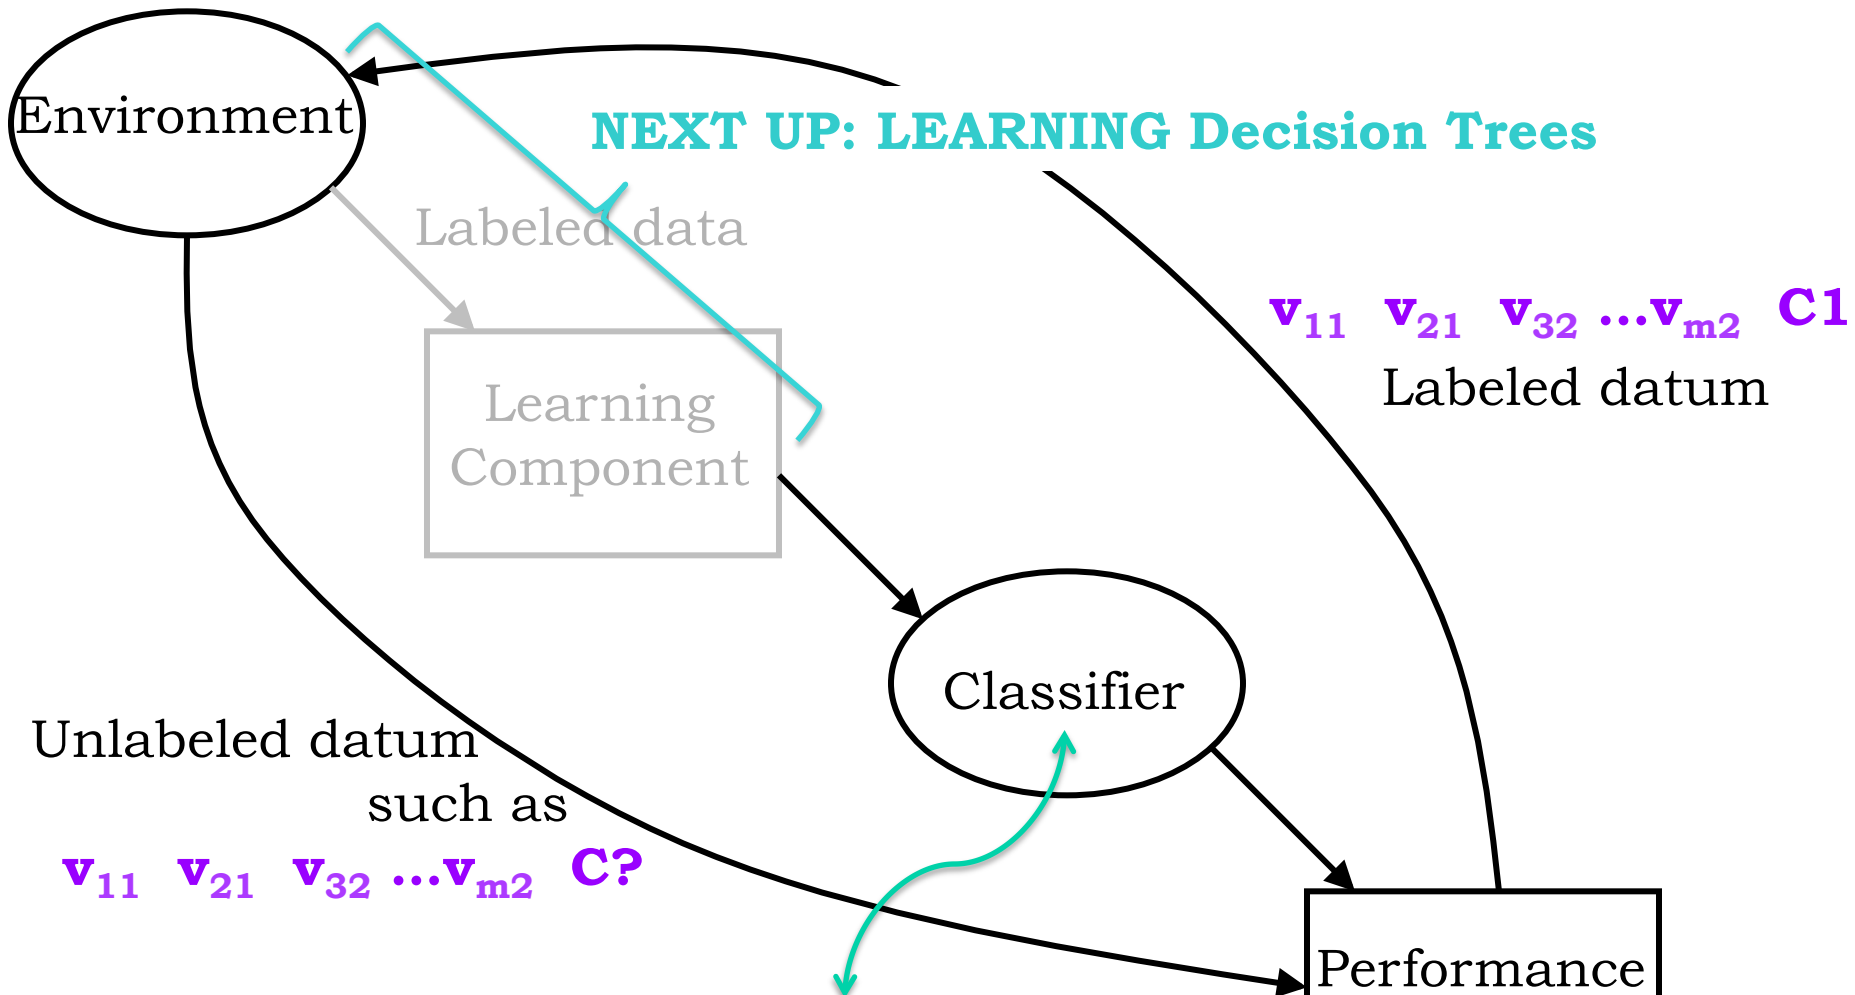 Environment
NEXT UP: LEARNING Decision Trees
Labeled data
v11 v21 v32 ...vm2 C1
Labeled datum
Learning
Component
Classifier
Unlabeled datum
such as
v11 v21 v32 ...vm2 C?
Performance